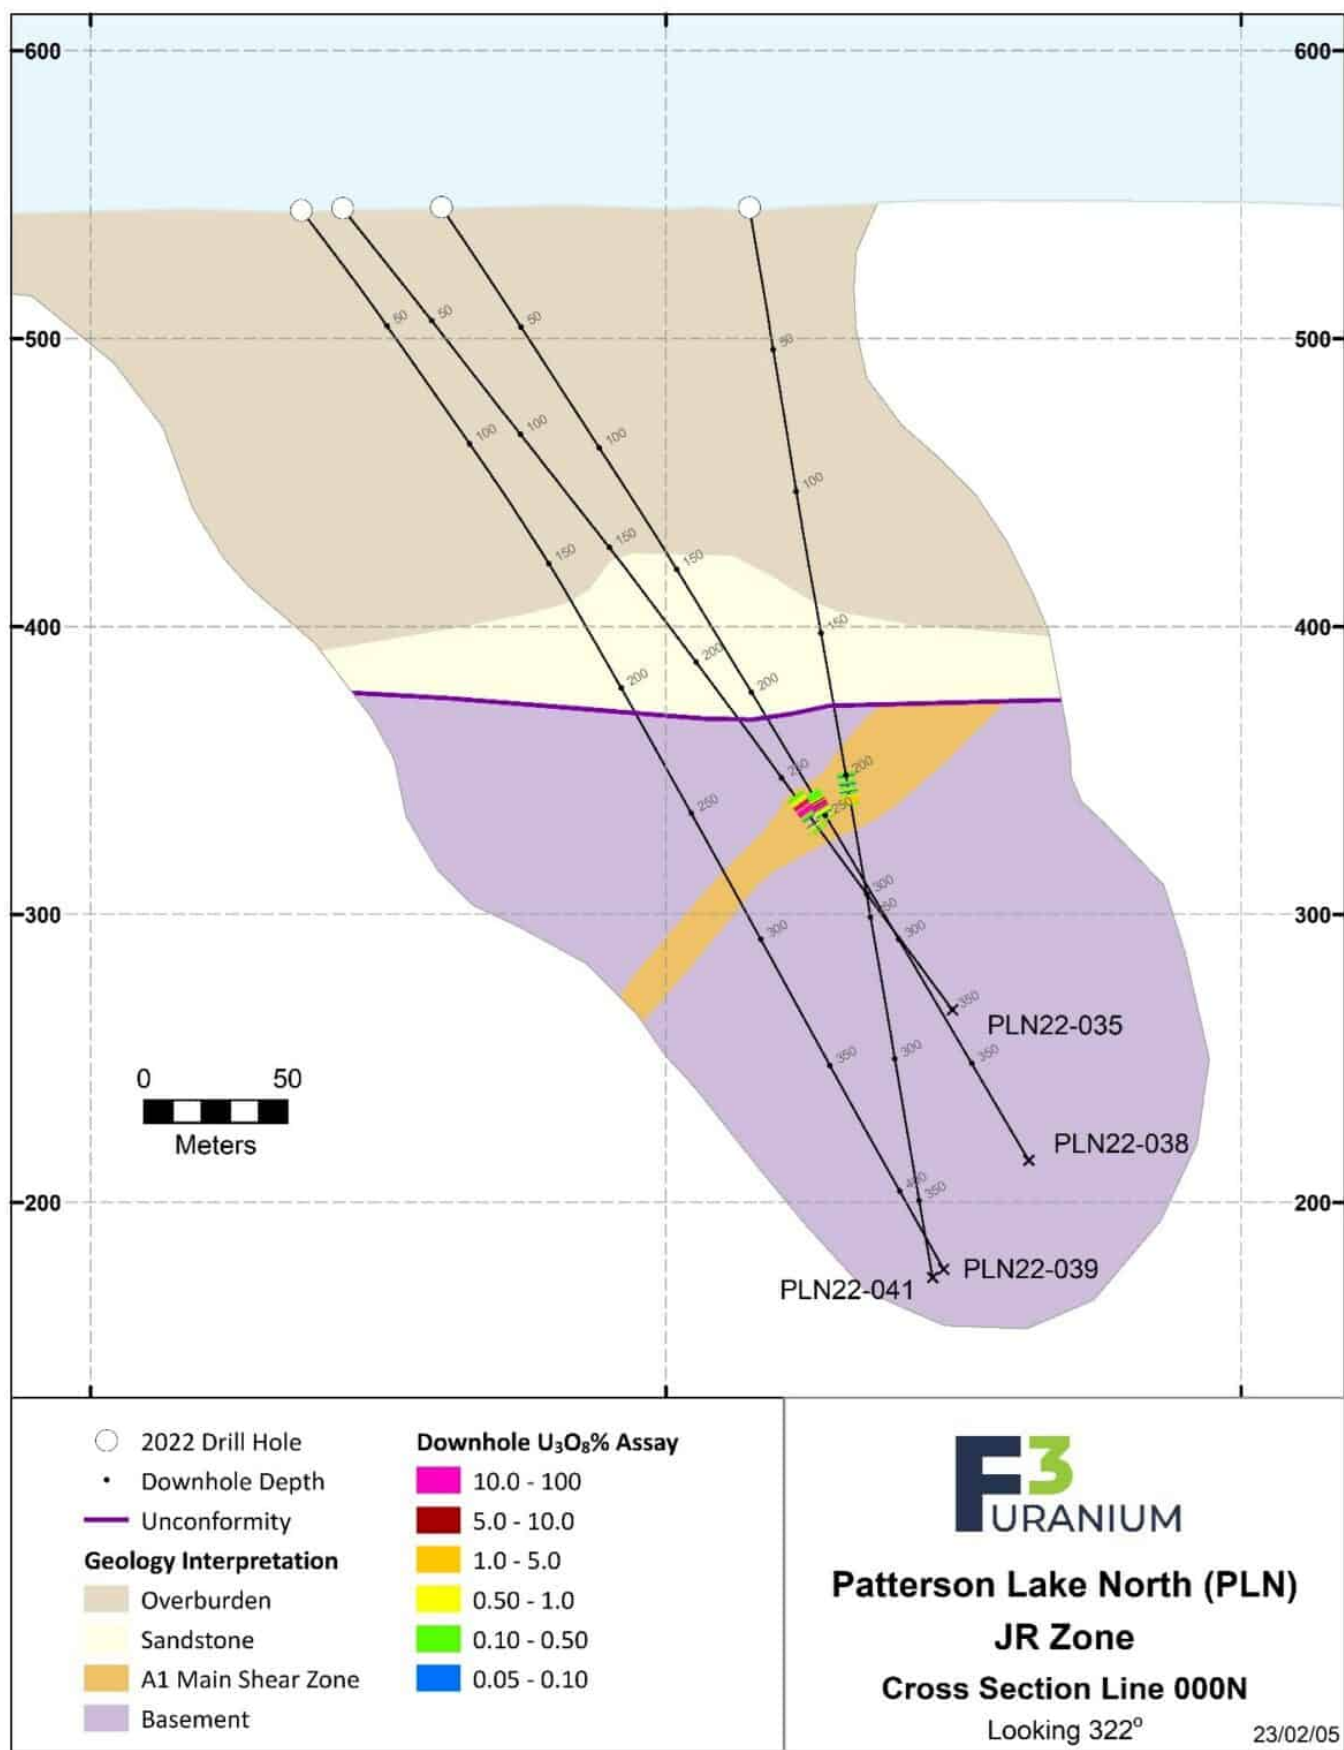 600 600
50 50 50 50
500 500
100 100 100 100
150 150 150 150
400 400
200 200 200 200
250 250 250
300 300
300 300 300
350
PLN22-035
0 50
Meters
350 300 350
PLN22-038
200 200
350
PLN22-039
PLN22-041
2022 Drill Hole
Downhole Depth
Unconformity
Geology Interpretation
Overburden
Sandstone
A1 Main Shear Zone
Basement
Downhole U₃O₈% Assay
10.0 - 100
5.0 - 10.0
1.0 - 5.0
0.50 - 1.0
0.10 - 0.50
0.05 - 0.10
F3
URANIUM
Patterson Lake North (PLN)
JR Zone
Cross Section Line 000N
Looking 322°
23/02/05